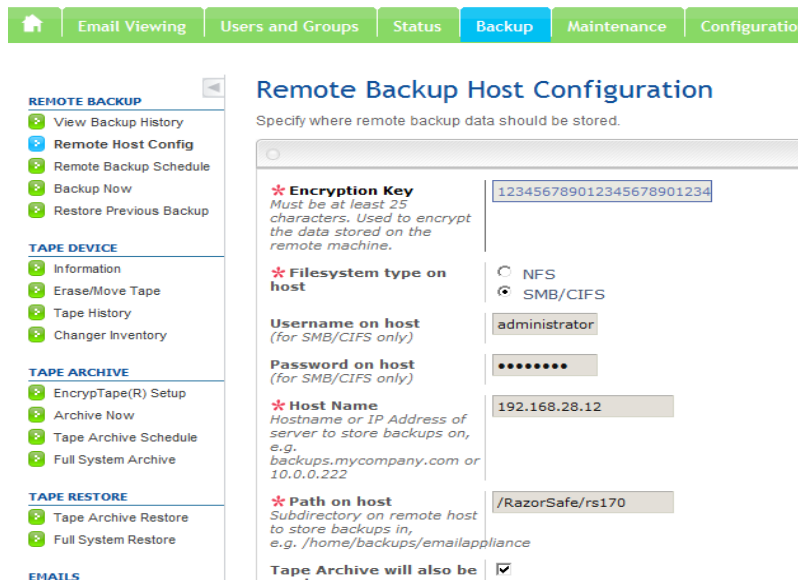 Email Viewing Users and Groups Status Backup Maintenance Configuratio
REMOTE BACKUP
View Backup History
Remote Host Config
Remote Backup Schedule
Backup Now
Restore Previous Backup
TAPE DEVICE
Information
Erase/Move Tape
Tape History
Changer Inventory
TAPE ARCHIVE
EncrypTape(R) Setup
Archive Now
Tape Archive Schedule
Full System Archive
TAPE RESTORE
Tape Archive Restore
Full System Restore
EMAILS
Remote Backup Host Configuration
Specify where remote backup data should be stored.
* Encryption Key
Must be at least 25
characters. Used to encrypt
the data stored on the
remote machine.
123456789012345678901234
* Filesystem type on
host
NFS
SMB/CIFS
Username on host
(for SMB/CIFS only)
administrator
Password on host
(for SMB/CIFS only)
••••••••
* Host Name
Hostname or IP Address of
server to store backups on,
e.g.
backups.mycompany.com or
10.0.0.222
192.168.28.12
* Path on host
Subdirectory on remote host
to store backups in,
e.g. /home/backups/emailappliance
/RazorSafe/rs170
Tape Archive will also be